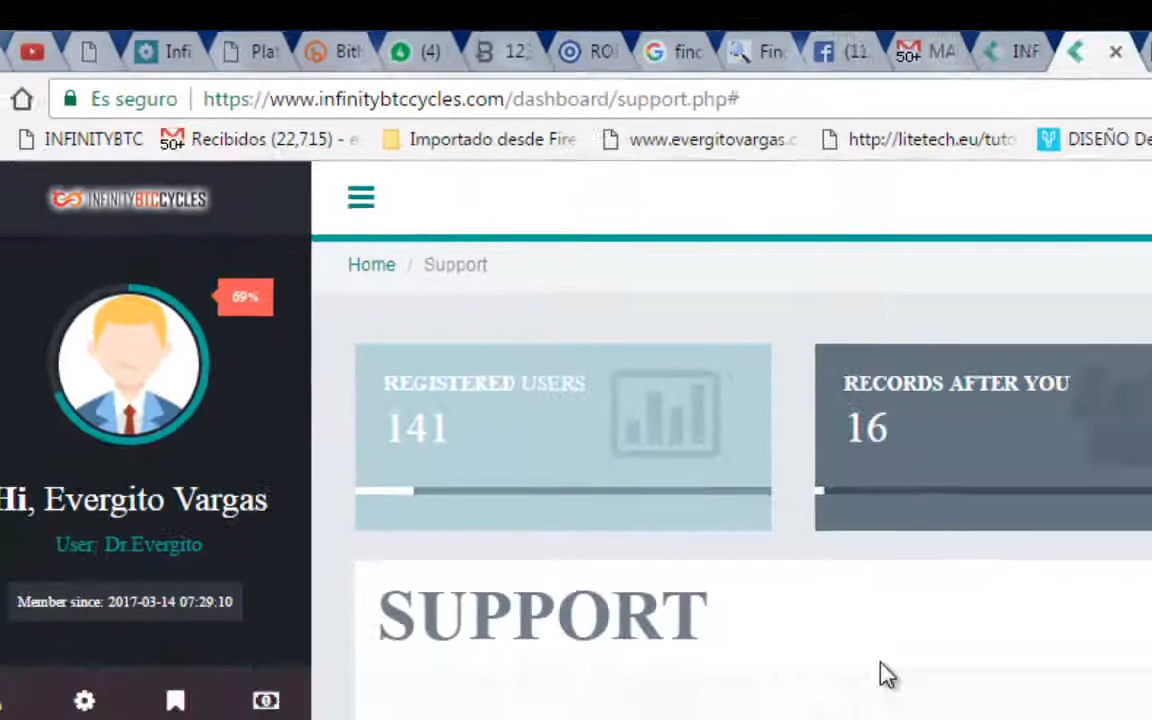 Infi
Pla
Bit
(4)
12
RO
finc
Fin
(11
50+ MA
INF
Es seguro https://www.infinitybtccycles.com/dashboard/support.php#
INFINITYBTC
50+ Recibidos (22,715) - e
Importado desde Fire
www.evergitovargas.c
http://litetech.eu/tuto
DISEÑO De
INFINITYBTCCYCLES
Home / Support
69%
REGISTERED USERS
141
RECORDS AFTER YOU
16
Hi, Evergito Vargas
User: Dr.Evergito
Member since: 2017-03-14 07:29:10
SUPPORT